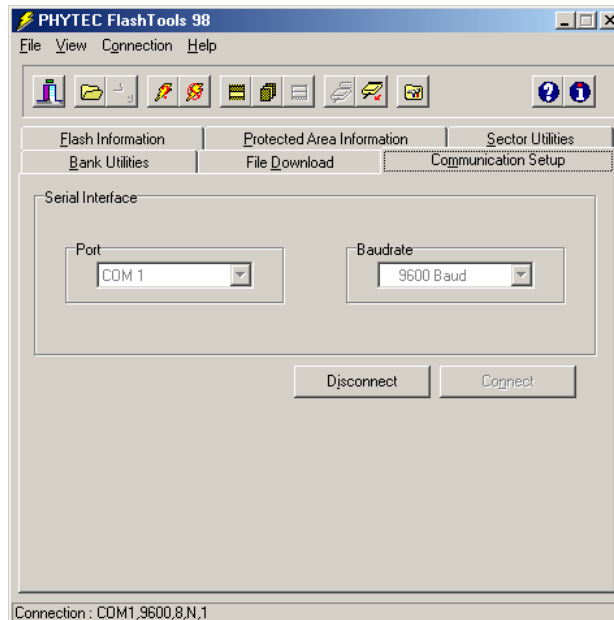 PHYTEC FlashTools 98
File View Connection Help
Flash Information Protected Area Information Sector Utilities
Bank Utilities File Download Communication Setup
Serial Interface
Port Baudrate
COM 1 9600 Baud
Disconnect Connect
Connection : COM1,9600,8,N,1